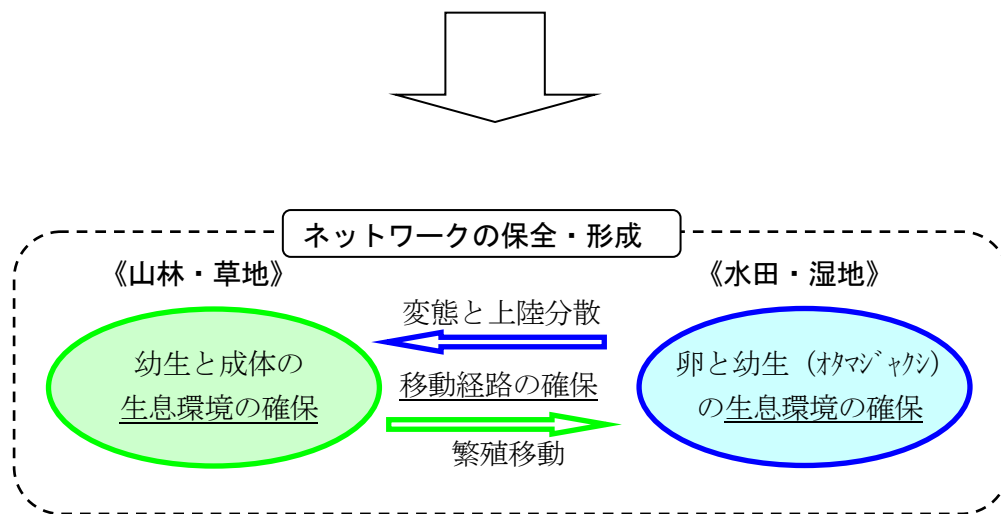 ネットワークの保全・形成
《山林・草地》
《水田・湿地》
変態と上陸分散
幼生と成体の
生息環境の確保
移動経路の確保
繁殖移動
卵と幼生（ｵﾀﾏｼﾞｬｸｼ）
の生息環境の確保